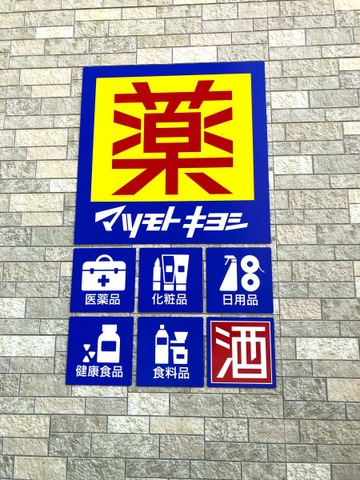 薬
マツモトキヨシ
医薬品
化粧品
日用品
健康食品
食料品
酒